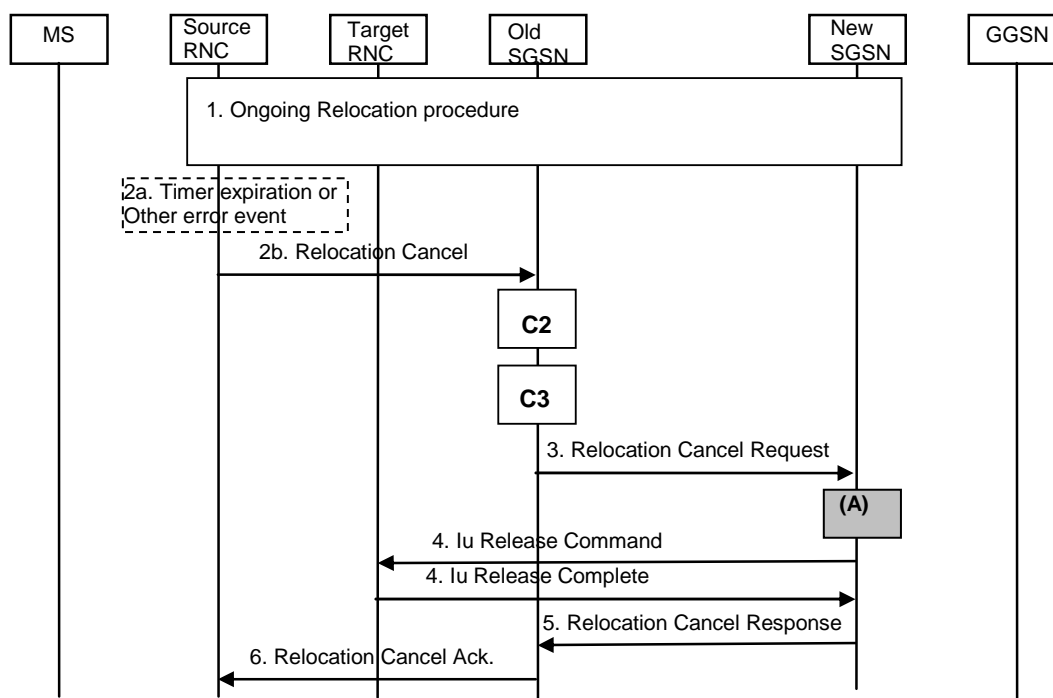 MS
Source
RNC
Target
RNC
Old
SGSN
New
SGSN
GGSN
1. Ongoing Relocation procedure
2a. Timer expiration or
Other error event
2b. Relocation Cancel
C2
C3
3. Relocation Cancel Request
(A)
4. Iu Release Command
4. Iu Release Complete
5. Relocation Cancel Response
6. Relocation Cancel Ack.